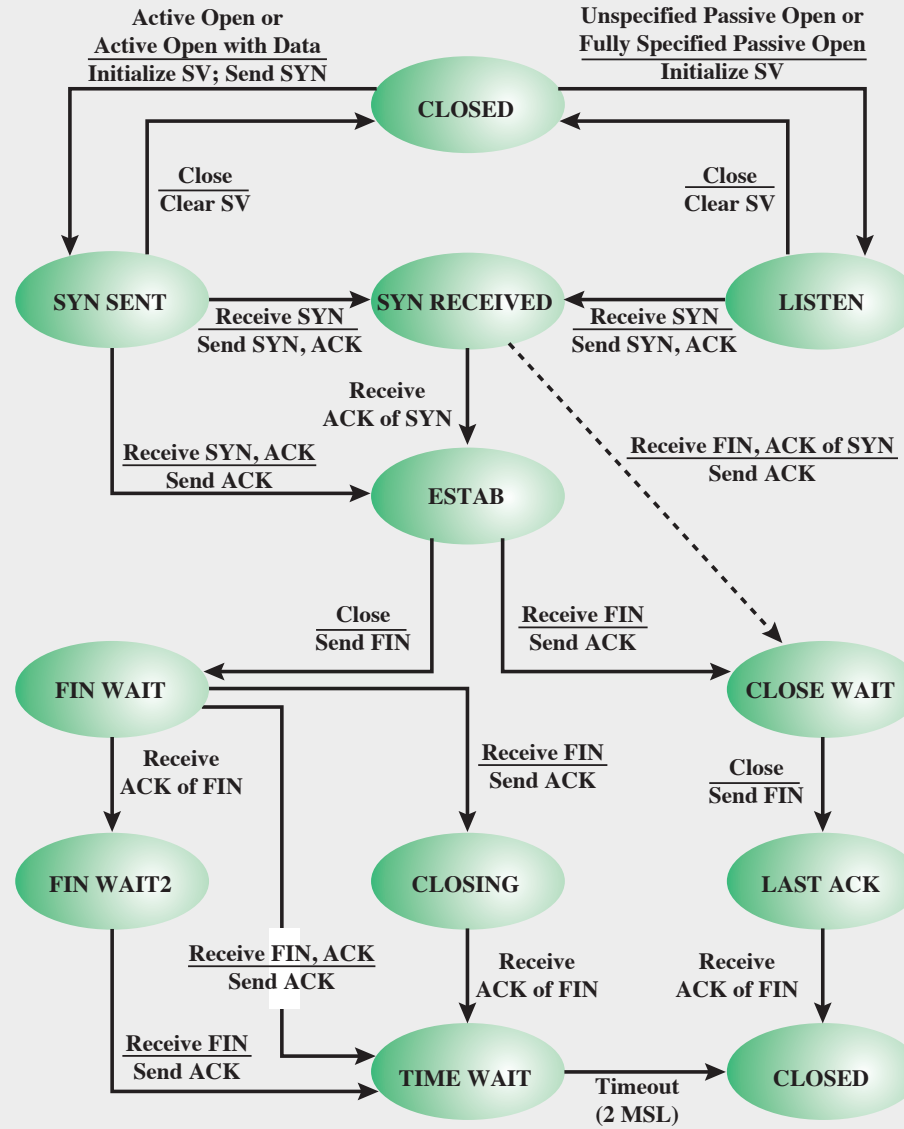 Active Open or
Active Open with Data
Initialize SV; Send SYN
Unspecified Passive Open or
Fully Specified Passive Open
Initialize SV
CLOSED
Close
Clear SV
Close
Clear SV
SYN SENT
SYN RECEIVED
LISTEN
Receive SYN
Send SYN, ACK
Receive SYN
Send SYN, ACK
Receive
ACK of SYN
Receive SYN, ACK
Send ACK
Receive FIN, ACK of SYN
Send ACK
ESTAB
Close
Send FIN
Receive FIN
Send ACK
FIN WAIT
CLOSE WAIT
Receive
ACK of FIN
Receive FIN
Send ACK
Close
Send FIN
FIN WAIT2
CLOSING
LAST ACK
Receive FIN, ACK
Send ACK
Receive
ACK of FIN
Receive
ACK of FIN
Receive FIN
Send ACK
TIME WAIT
Timeout
(2 MSL)
CLOSED